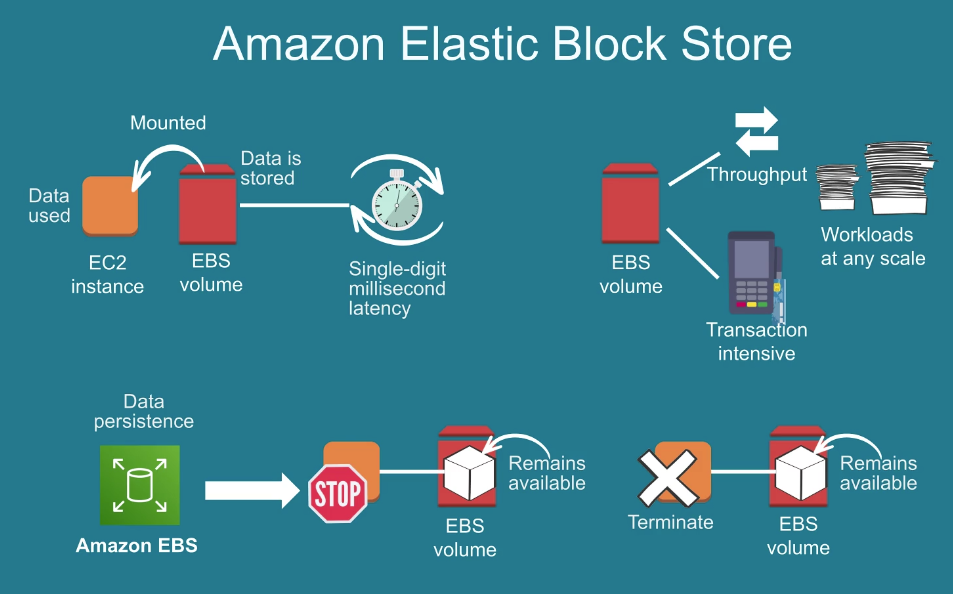 Amazon Elastic Block Store
Mounted
Data is
stored
Data
used
EC2
instance
EBS
volume
Single-digit
millisecond
latency
EBS
volume
Throughput
Workloads
at any scale
Transaction
intensive
Data
persistence
Amazon EBS
STOP
Remains
available
EBS
volume
Terminate
Remains
available
EBS
volume